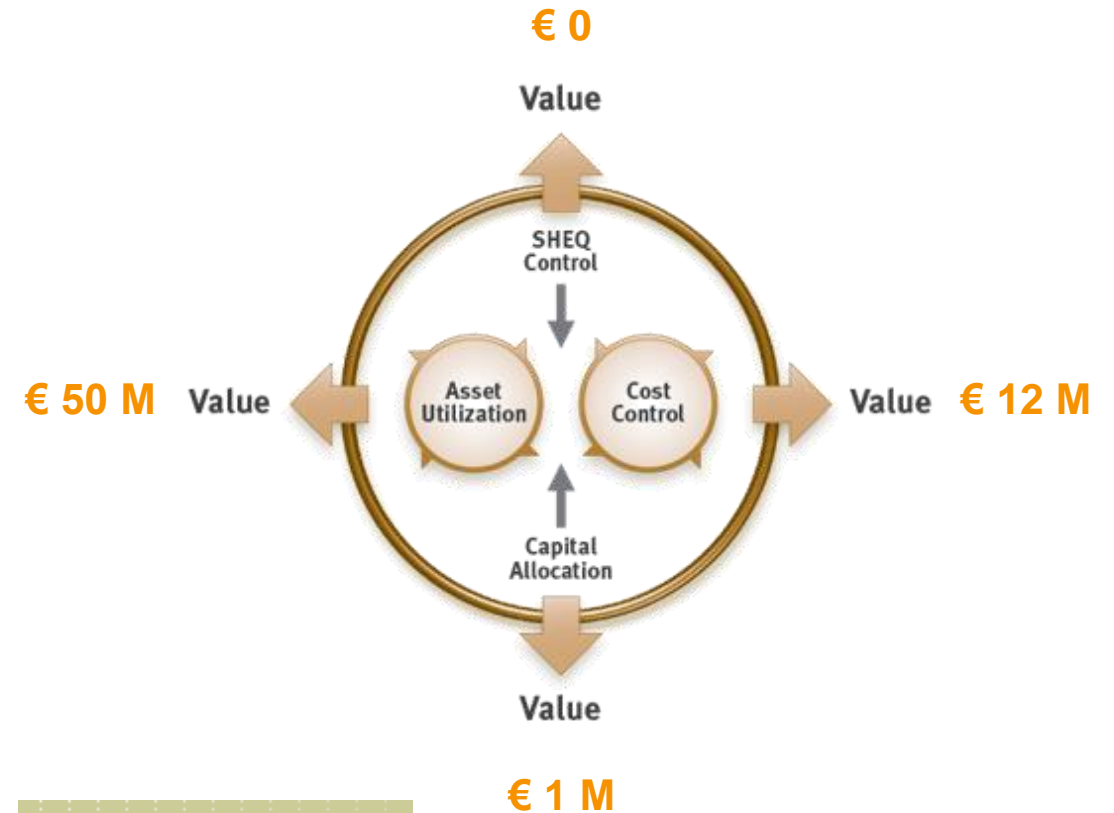 € 0
Value
SHEQ
Control
€ 50 M Value
Asset
Utilization
Cost
Control
Value € 12 M
Capital
Allocation
Value
€ 1 M